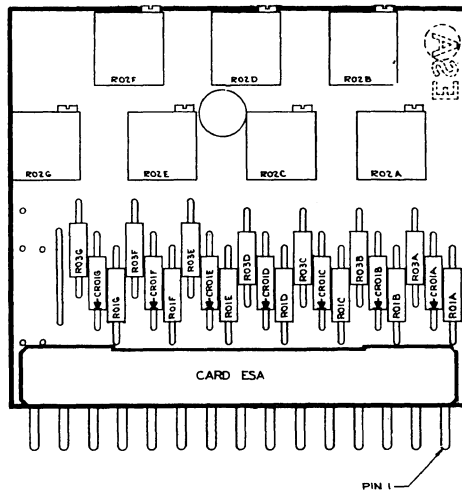 R02F R02D R02B
ESA
R02G R02E R02C R02A
R03G CR01G R01G R03F CR01F R01F R03E CR01E R01E R03D CR01D R01D R03C CR01C R01C R03B CR01B R01B R03A CR01A R01A
CARD ESA
PIN 1